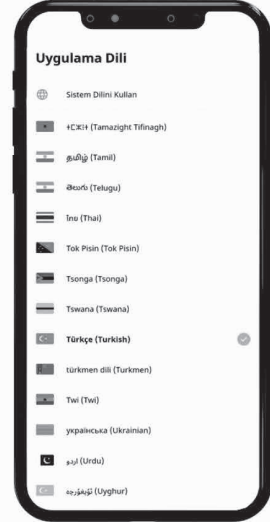 Uygulama Dili
Sistem Dilini Kullan
ⵜⵎⵣⵖⵜ (Tamazight Tifinagh)
தமிழ் (Tamil)
తెలుగు (Telugu)
ไทย (Thai)
Tok Pisin (Tok Pisin)
Tsonga (Tsonga)
Tswana (Tswana)
Türkçe (Turkish)
türkmen dili (Turkmen)
Twi (Twi)
українська (Ukrainian)
اردو (Urdu)
ئۇيغۇرچە (Uyghur)